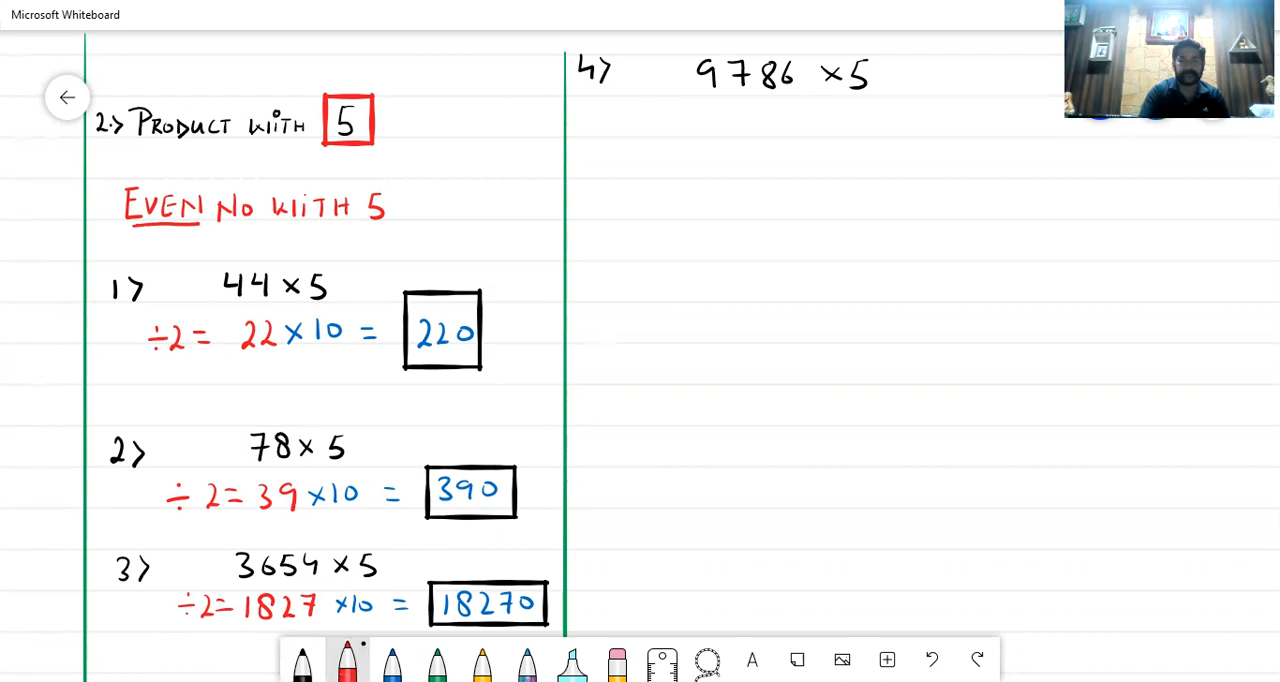 Microsoft Whiteboard
2.> PRODUCT WITH 5
EVEN NO WITH 5
1> 44 × 5
÷2 = 22 × 10 = 220
2> 78 × 5
÷ 2 = 39 × 10 = 390
3> 3654 × 5
÷2 = 1827 × 10 = 18270
4> 9786 × 5
A